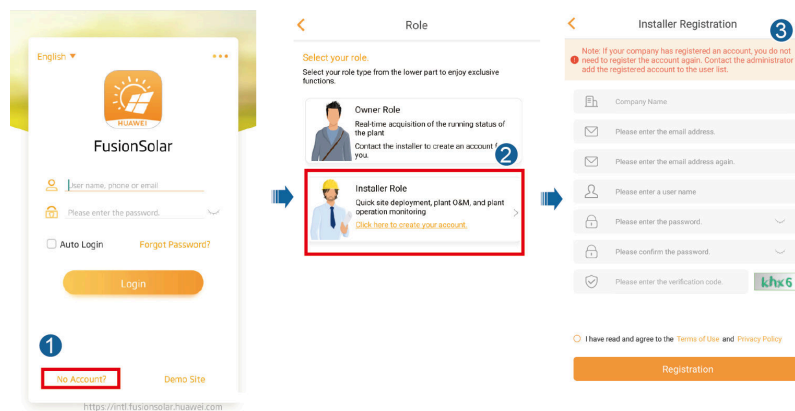 English ▼
HUAWEI
FusionSolar
User name, phone or email
Please enter the password.
Auto Login
Forgot Password?
Login
1
No Account?
Demo Site
https://intl.fusionsolar.huawei.com
Role
Select your role.
Select your role type from the lower part to enjoy exclusive
functions.
Owner Role
Real-time acquisition of the running status of
the plant
Contact the installer to create an account
you.
2
Installer Role
Quick site deployment, plant O&M, and plant
operation monitoring
Click here to create your account.
Installer Registration
3
Note: If your company has registered an account, you do not
need to register the account again. Contact the administrator
add the registered account to the user list.
Company Name
Please enter the email address.
Please enter the email address again.
Please enter a user name
Please enter the password.
Please confirm the password.
Please enter the verification code.
khx6
I have read and agree to the Terms of Use and Privacy Policy
Registration